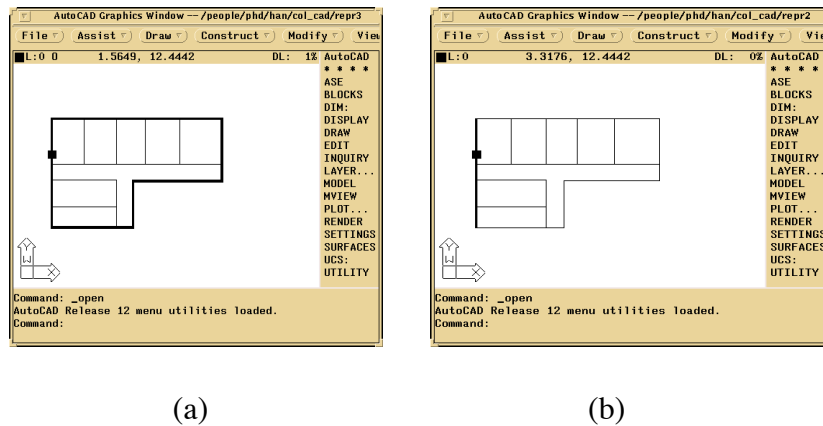 AutoCAD Graphics Window -- /people/phd/han/col_cad/repr3
File Assist Draw Construct Modify View
L:0 0 1.5649, 12.4442 DL: 1% AutoCAD
* * * *
ASE
BLOCKS
DIM:
DISPLAY
DRAW
EDIT
INQUIRY
LAYER...
MODEL
MVIEW
PLOT...
RENDER
SETTINGS
SURFACES
UCS:
UTILITY
Y
W
X
Command: _open
AutoCAD Release 12 menu utilities loaded.
Command:
(a)
AutoCAD Graphics Window -- /people/phd/han/col_cad/repr2
File Assist Draw Construct Modify Vie
L:0 3.3176, 12.4442 DL: 0% AutoCAD
* * * *
ASE
BLOCKS
DIM:
DISPLAY
DRAW
EDIT
INQUIRY
LAYER...
MODEL
MVIEW
PLOT...
RENDER
SETTINGS
SURFACES
UCS:
UTILITY
Y
W
X
Command: _open
AutoCAD Release 12 menu utilities loaded.
Command:
(b)